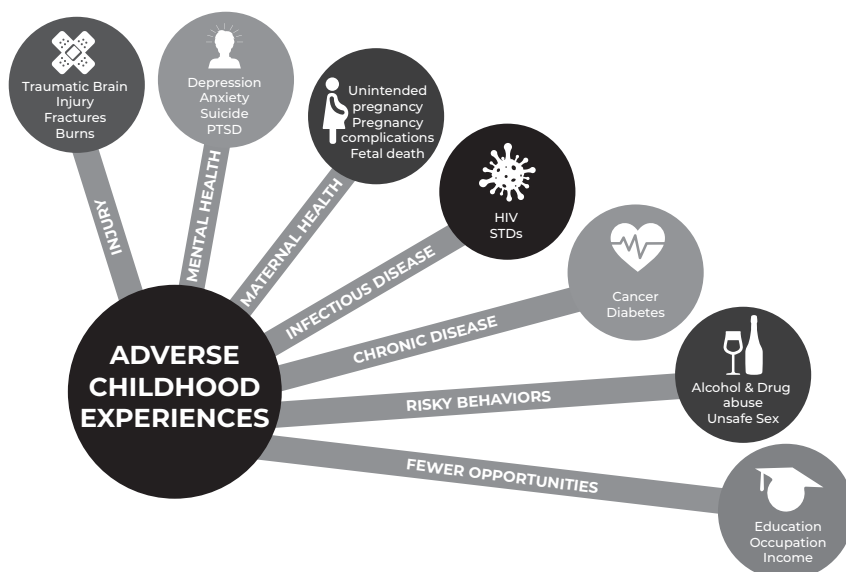 ADVERSE
CHILDHOOD
EXPERIENCES
INJURY
Traumatic Brain
Injury
Fractures
Burns
MENTAL HEALTH
Depression
Anxiety
Suicide
PTSD
MATERNAL HEALTH
Unintended
pregnancy
Pregnancy
complications
Fetal death
INFECTIOUS DISEASE
HIV
STDs
CHRONIC DISEASE
Cancer
Diabetes
RISKY BEHAVIORS
Alcohol & Drug
abuse
Unsafe Sex
FEWER OPPORTUNITIES
Education
Occupation
Income